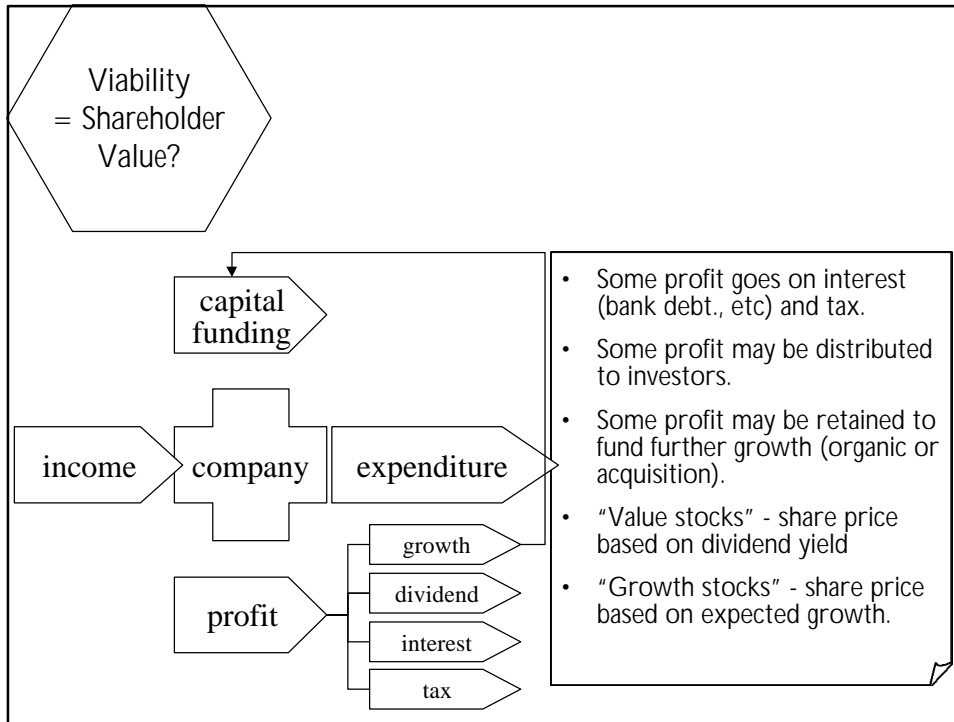 Viability
= Shareholder
Value?
capital
funding
income
company
expenditure
profit
growth
dividend
interest
tax
• Some profit goes on interest
(bank debt., etc) and tax.
• Some profit may be distributed
to investors.
• Some profit may be retained to
fund further growth (organic or
acquisition).
• “Value stocks” - share price
based on dividend yield
• “Growth stocks” - share price
based on expected growth.